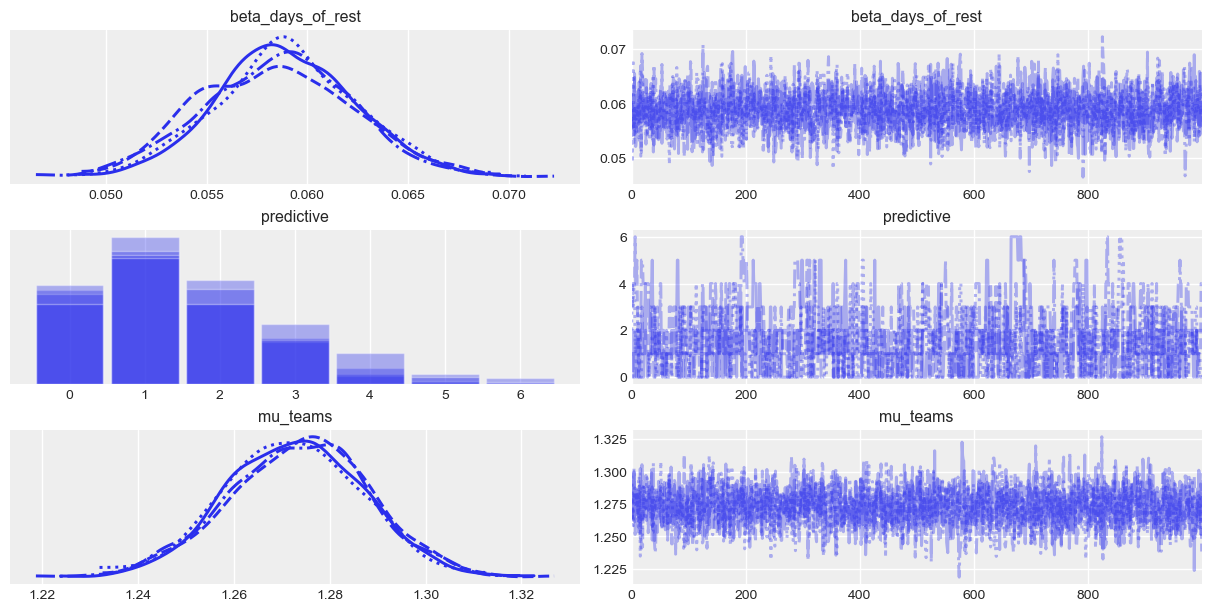 beta_days_of_rest
0.050 0.055 0.060 0.065 0.070
beta_days_of_rest
0.07
0.06
0.05
0 200 400 600 800
predictive
0 1 2 3 4 5 6
predictive
6
4
2
0
0 200 400 600 800
mu_teams
1.22 1.24 1.26 1.28 1.30 1.32
mu_teams
1.325
1.300
1.275
1.250
1.225
0 200 400 600 800